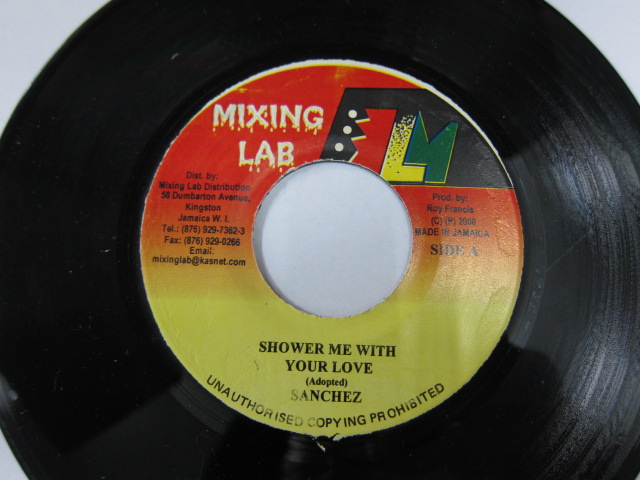 MIXING
LAB
Dist. by:
Mixing Lab Distribution
58 Dumbarton Avenue,
Kingston
Jamaica W. I.
Tel.: (876) 929-7362-3
Fax: (876) 929-0266
Email:
mixinglab@kasnet.com
Prod. by:
Roy Francis
(C) (P) 2006
MADE IN JAMAICA
SIDE A
SHOWER ME WITH
YOUR LOVE
(Adopted)
SANCHEZ
UNAUTHORISED COPYING PROHIBITED